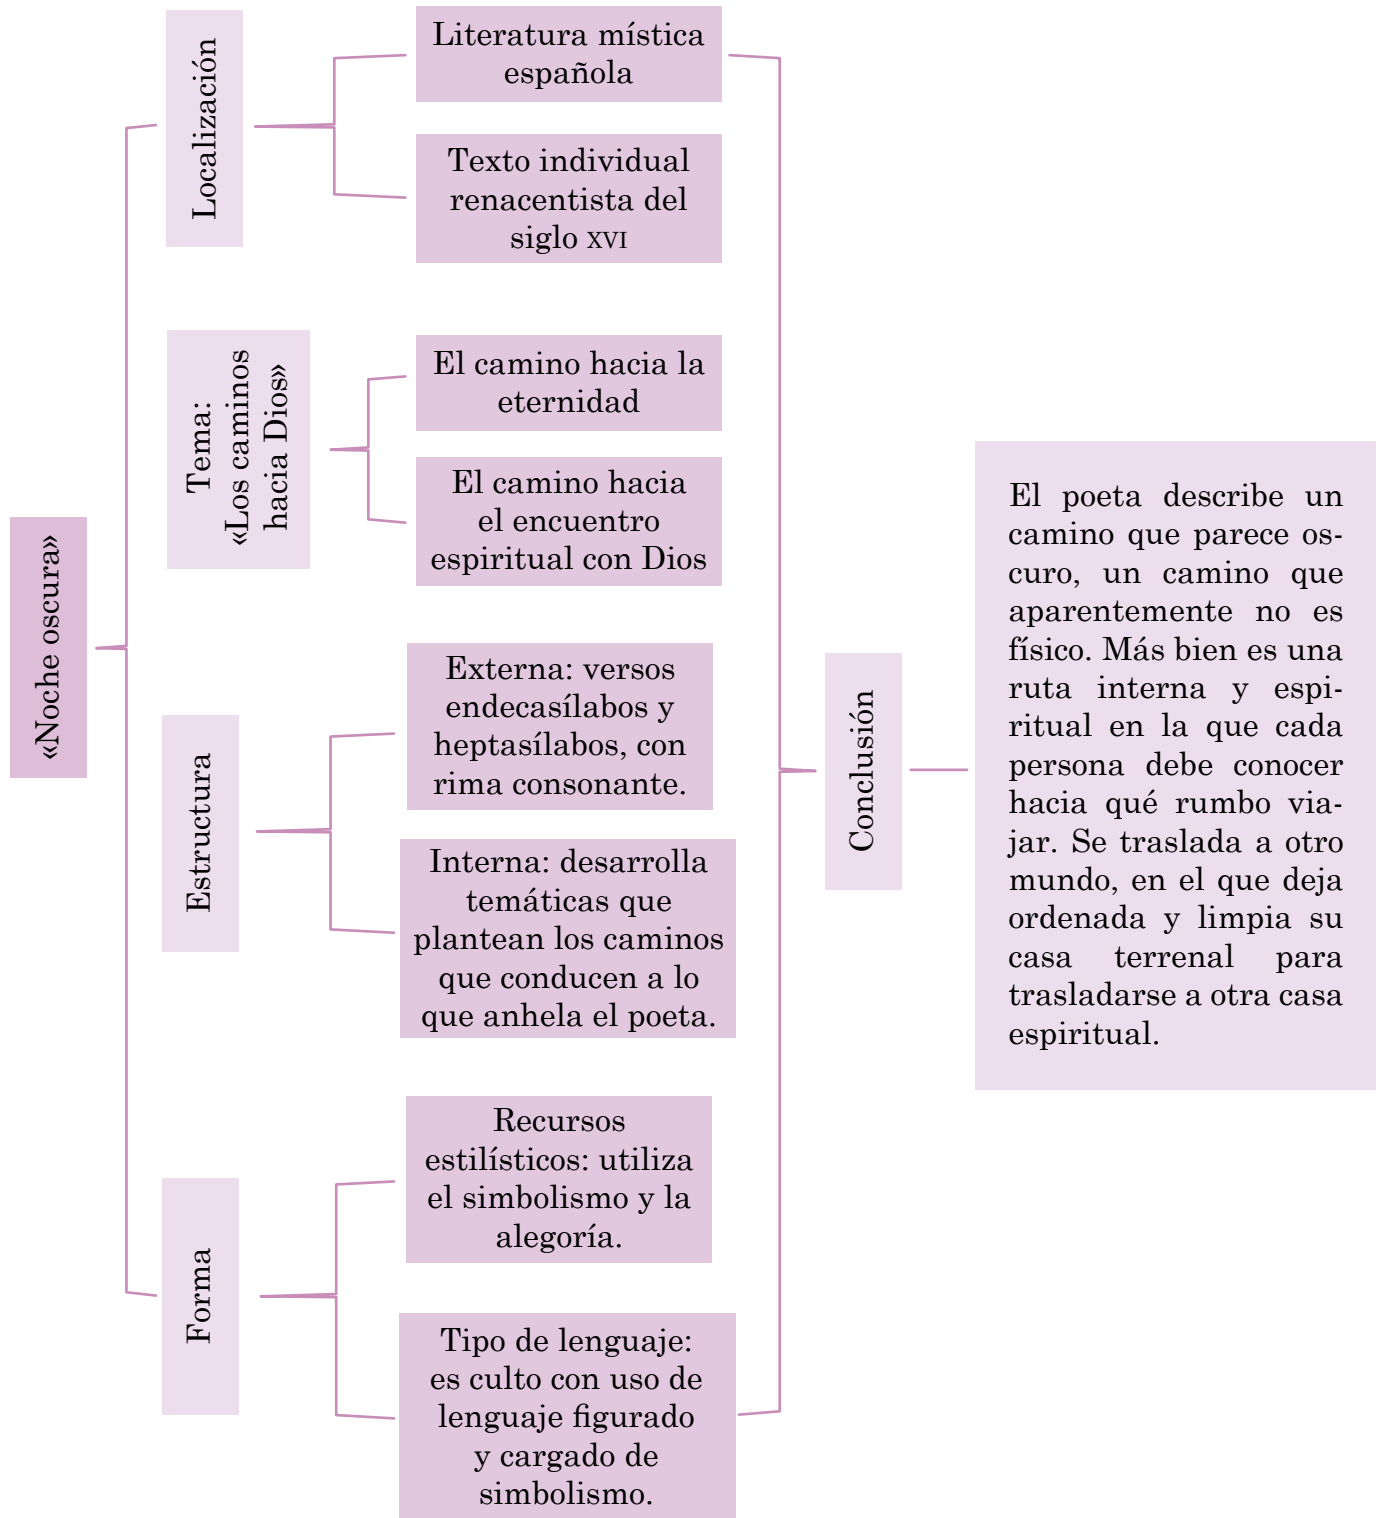 «Noche oscura»
Localización
Literatura mística
española
Texto individual
renacentista del
siglo XVI
Tema:
«Los caminos
hacia Dios»
El camino hacia la
eternidad
El camino hacia
el encuentro
espiritual con Dios
Estructura
Externa: versos
endecasílabos y
heptasílabos, con
rima consonante.
Interna: desarrolla
temáticas que
plantean los caminos
que conducen a lo
que anhela el poeta.
Forma
Recursos
estilísticos: utiliza
el simbolismo y la
alegoría.
Tipo de lenguaje:
es culto con uso de
lenguaje figurado
y cargado de
simbolismo.
Conclusión
El poeta describe un
camino que parece os-
curo, un camino que
aparentemente no es
físico. Más bien es una
ruta interna y espi-
ritual en la que cada
persona debe conocer
hacia qué rumbo via-
jar. Se traslada a otro
mundo, en el que deja
ordenada y limpia su
casa terrenal para
trasladarse a otra casa
espiritual.